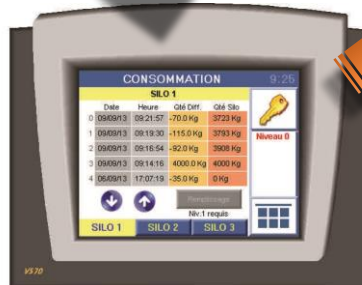 CONSOMMATION 9:26
SILO 1
Date Heure Qté Diff. Qté Silo
0 09/09/13 09:21:57 -70.0 Kg 3723 Kg
1 09/09/13 09:19:30 -115.0 Kg 3793 Kg
2 09/09/13 09:16:54 -92.0 Kg 3908 Kg
3 09/09/13 09:14:16 4000.0 Kg 4000 Kg
4 06/09/13 17:07:19 -35.0 Kg 0 Kg
Niveau 0
Remplissage
Niv.1 requis
SILO 1 SILO 2 SILO 3
V570